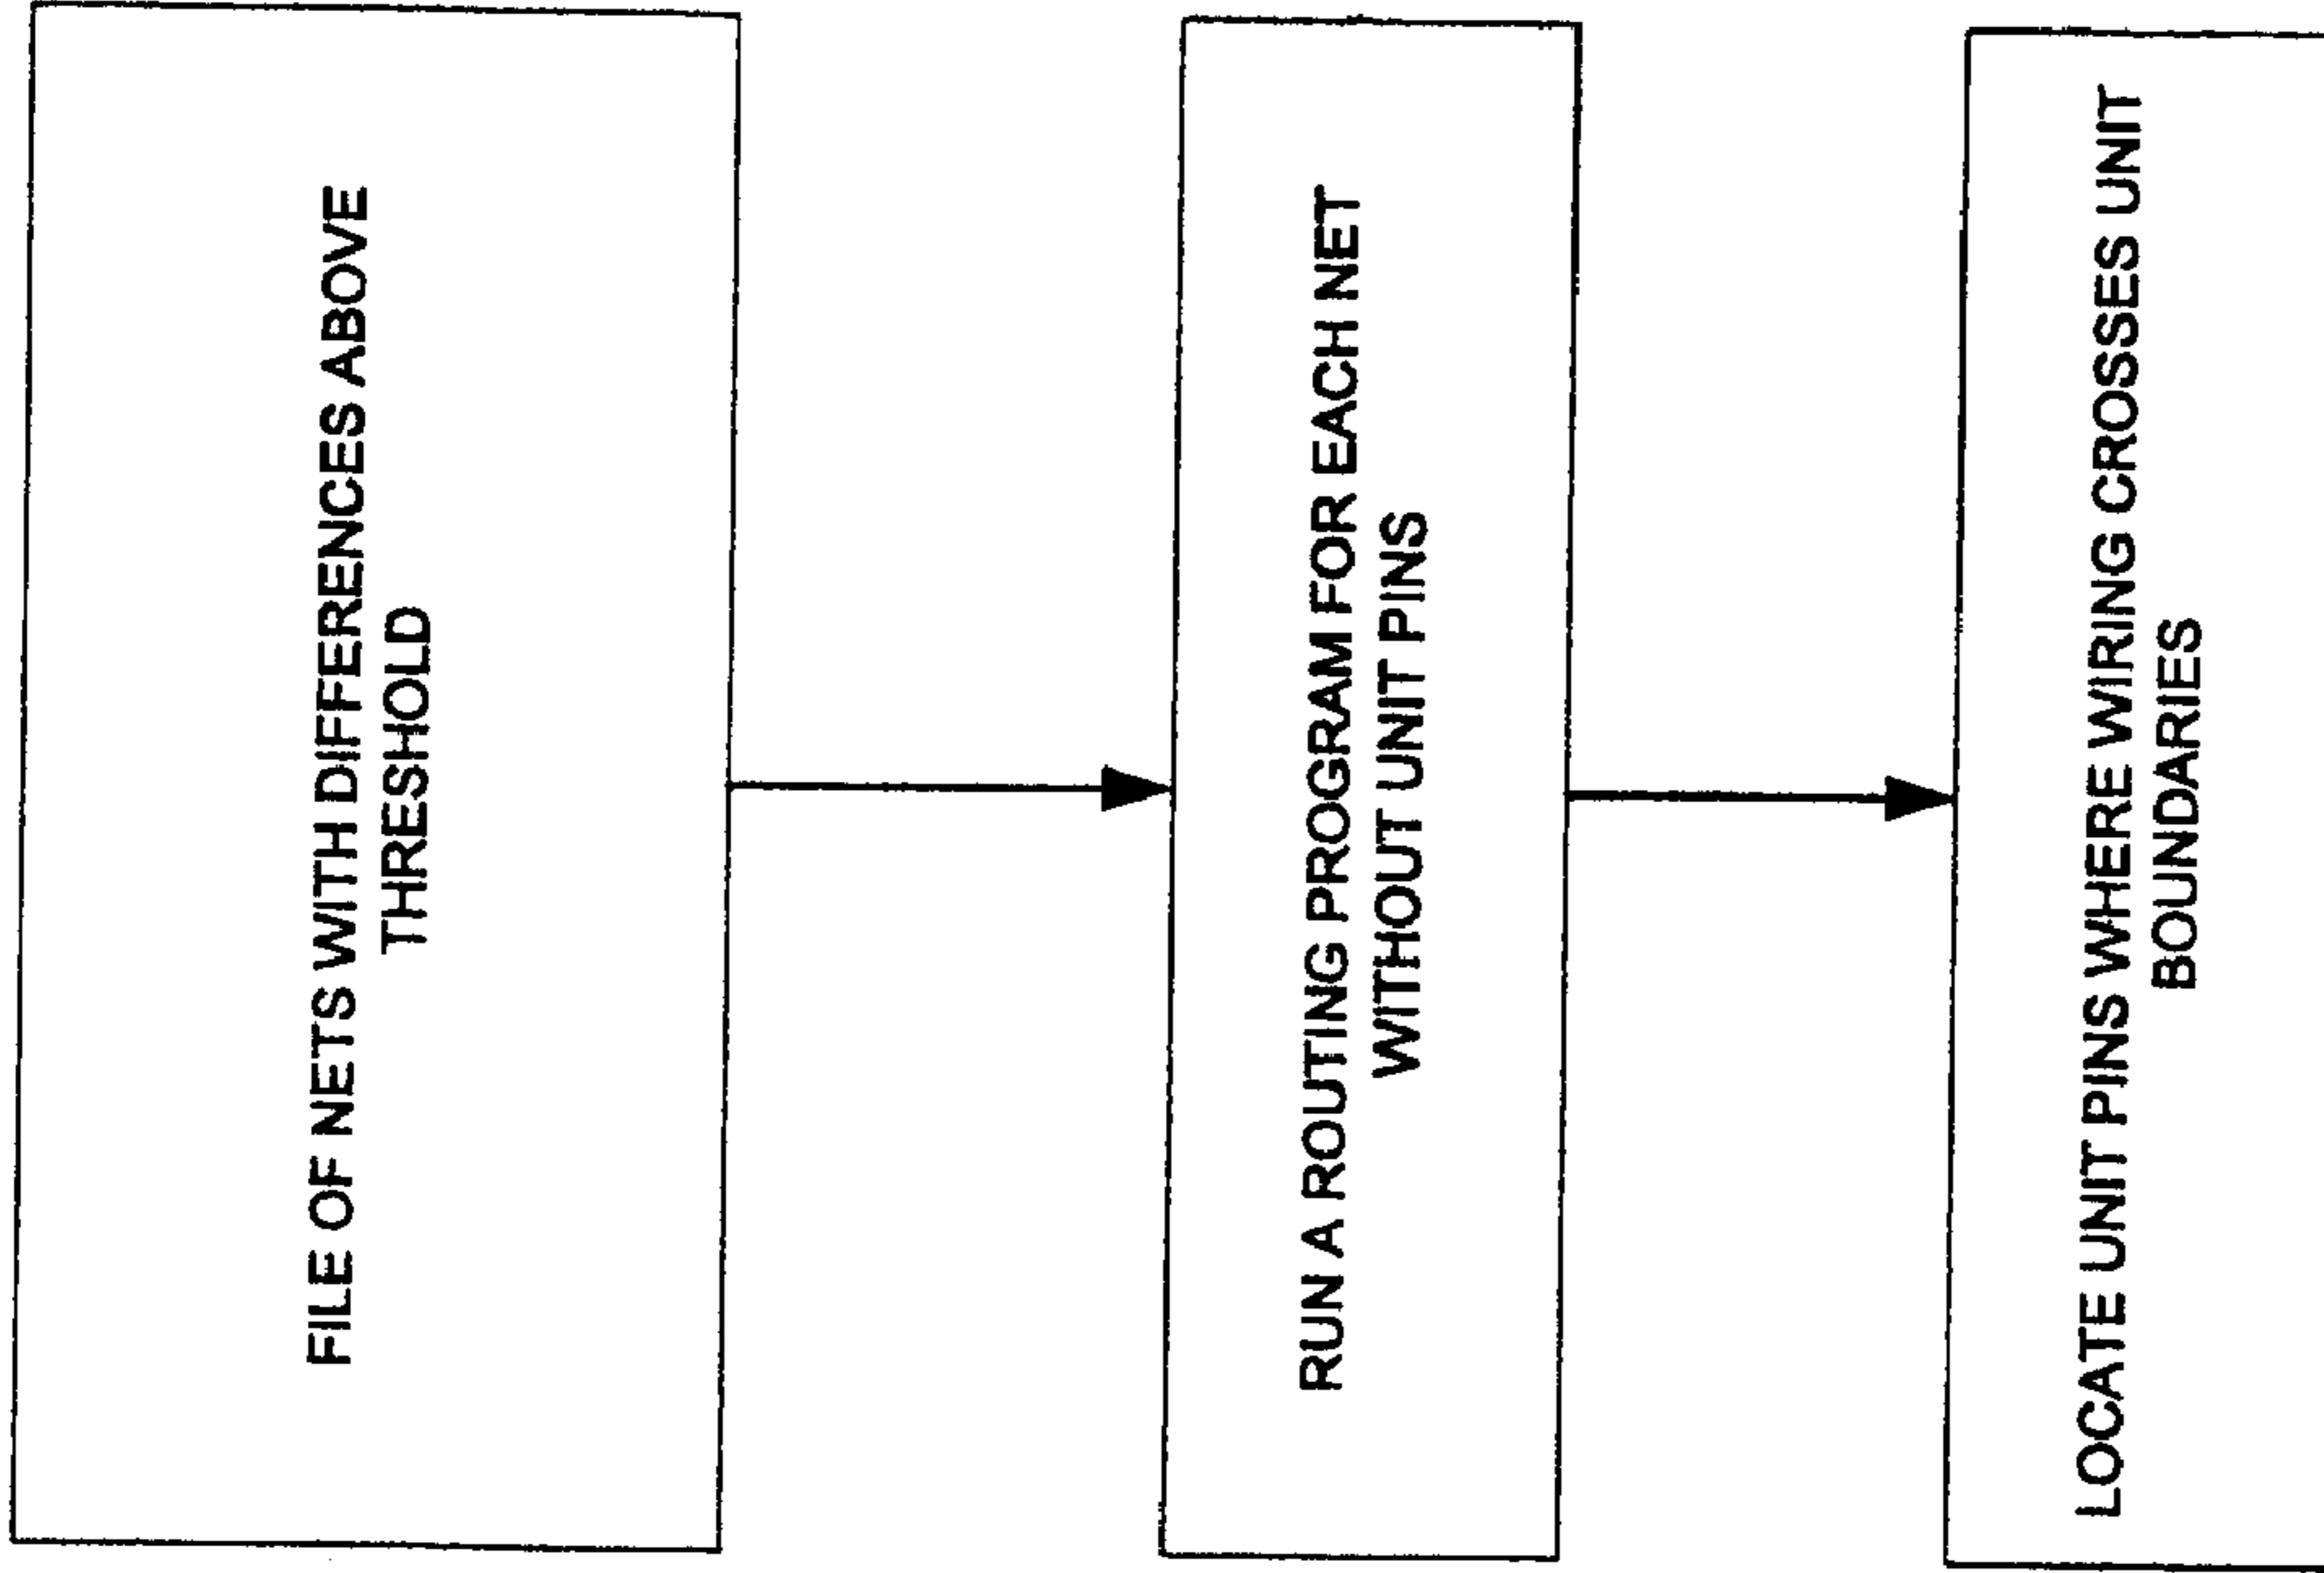 FILE OF NETS WITH DIFFERENCES ABOVE
THRESHOLD
RUN A ROUTING PROGRAM FOR EACH NET
WITHOUT UNIT PINS
LOCATE UNIT PINS WHERE WIRING CROSSES UNIT
BOUNDARIES